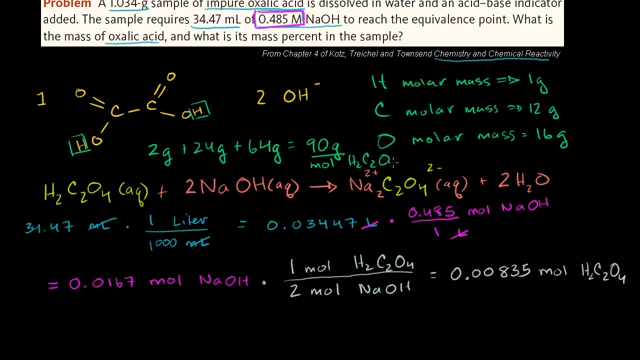 Problem A 1.034-g sample of impure oxalic acid is dissolved in water and an acid-base indicator
added. The sample requires 34.47 mL of 0.485 M NaOH to reach the equivalence point. What is
the mass of oxalic acid, and what is its mass percent in the sample?
From Chapter 4 of Kotz, Treichel and Townsend Chemistry and Chemical Reactivity
H molar mass => 1g
C molar mass => 12g
O molar mass = 16g
1
O O
C - C
OH
HO
2 OH⁻
2g + 24g + 64g = 90g/mol H₂C₂O₄
H₂C₂O₄ (aq) + 2NaOH(aq) → Na₂²⁺C₂O₄²⁻(aq) + 2H₂O
34.47 mL · 1 Liter/1000 mL = 0.03447 L · 0.485 mol NaOH/1 L
= 0.0167 mol NaOH · 1 mol H₂C₂O₄/2 mol NaOH = 0.00835 mol H₂C₂O₄